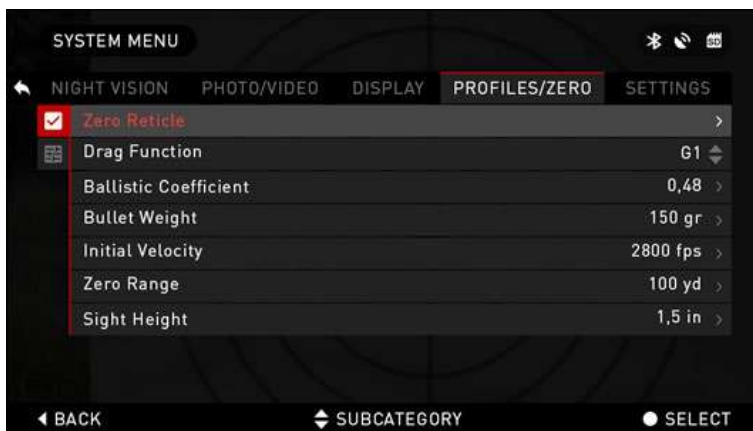 SYSTEM MENU
SD
NIGHT VISION PHOTO/VIDEO DISPLAY PROFILES/ZERO SETTINGS
Zero Reticle
Drag Function G1
Ballistic Coefficient 0,48
Bullet Weight 150 gr
Initial Velocity 2800 fps
Zero Range 100 yd
Sight Height 1,5 in
BACK SUBCATEGORY SELECT